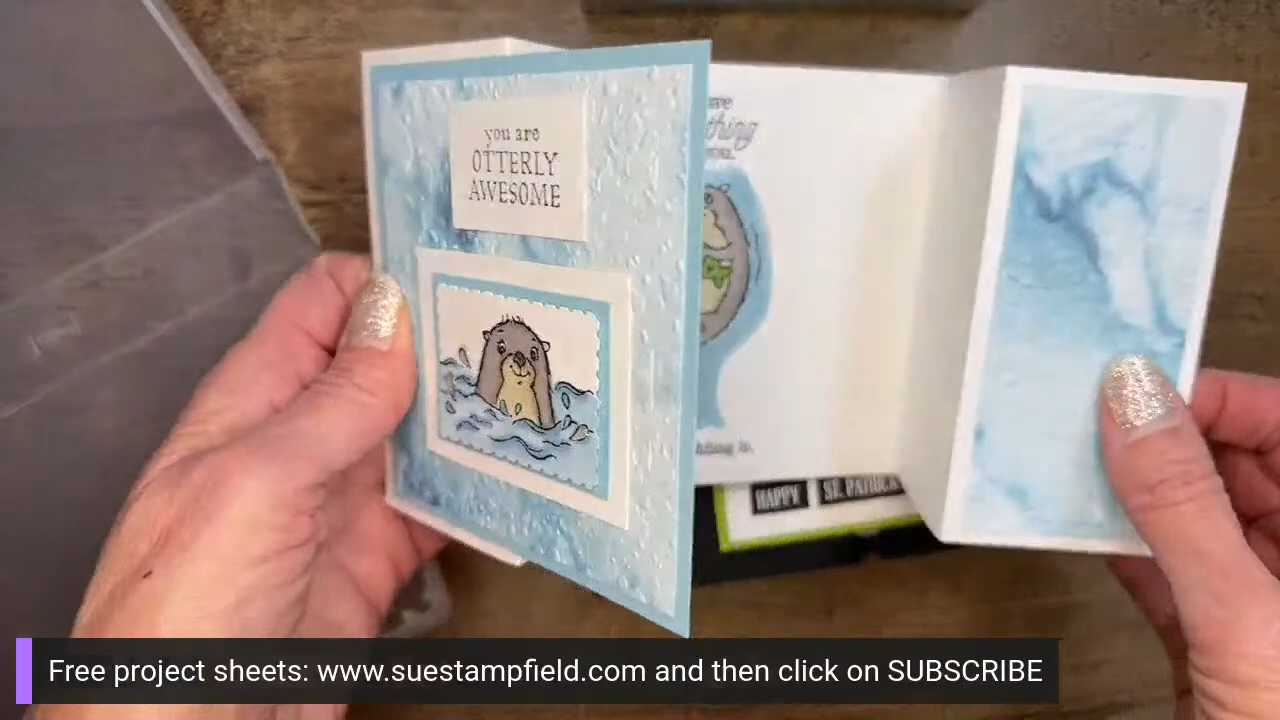 you are
OTTERLY
AWESOME
HAPPY ST. PATRICK
Free project sheets: www.suestampfield.com and then click on SUBSCRIBE